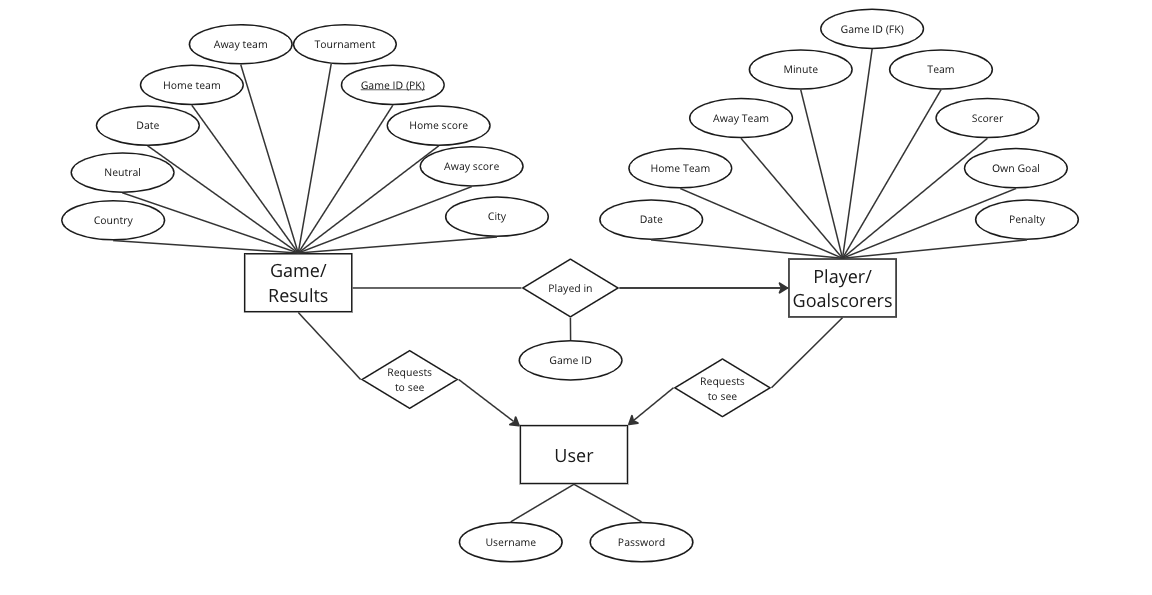 Away team
Tournament
Home team
Game ID (PK)
Date
Home score
Neutral
Away score
Country
City
Game/
Results
Game ID (FK)
Minute
Team
Away Team
Scorer
Home Team
Own Goal
Date
Penalty
Player/
Goalscorers
Played in
Game ID
Requests
to see
Requests
to see
User
Username
Password